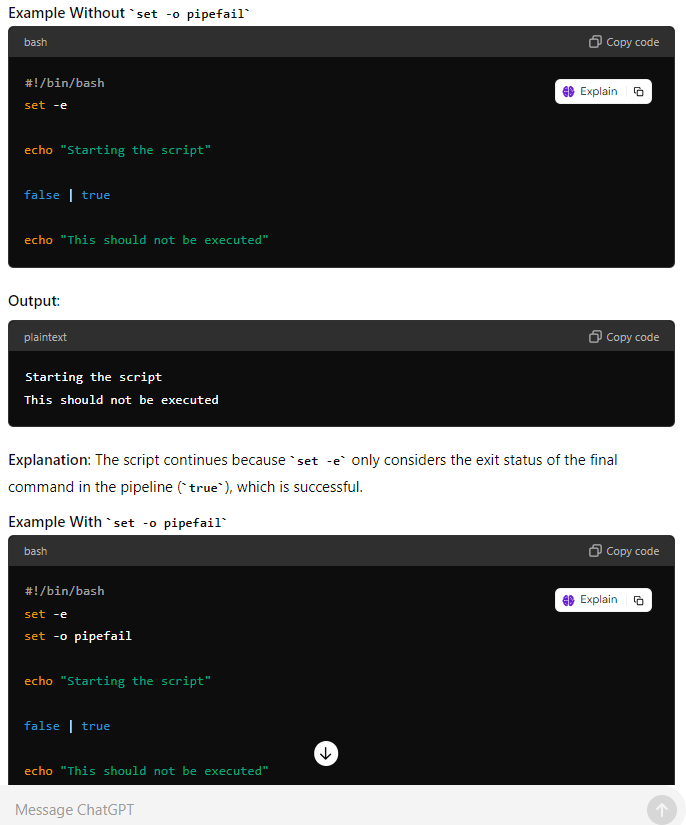 Example Without `set -o pipefail`
bash
Copy code
#!/bin/bash
Explain
set -e
echo "Starting the script"
false | true
echo "This should not be executed"
Output:
plaintext
Copy code
Starting the script
This should not be executed
Explanation: The script continues because `set -e` only considers the exit status of the final
command in the pipeline (`true`), which is successful.
Example With `set -o pipefail`
bash
Copy code
#!/bin/bash
Explain
set -e
set -o pipefail
echo "Starting the script"
false | true
echo "This should not be executed"
Message ChatGPT